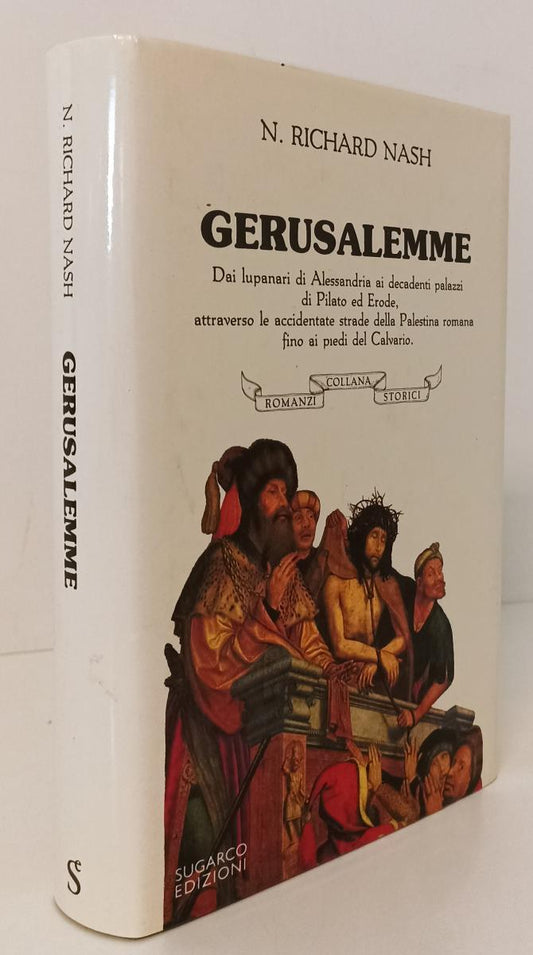 N. RICHARD NASH
GERUSALEMME
S
N. RICHARD NASH
GERUSALEMME
Dai lupanari di Alessandria ai decadenti palazzi
di Pilato ed Erode,
attraverso le accidentate strade della Palestina romana
fino ai piedi del Calvario.
COLLANA
ROMANZI STORICI
SUGARCO
EDIZIONI